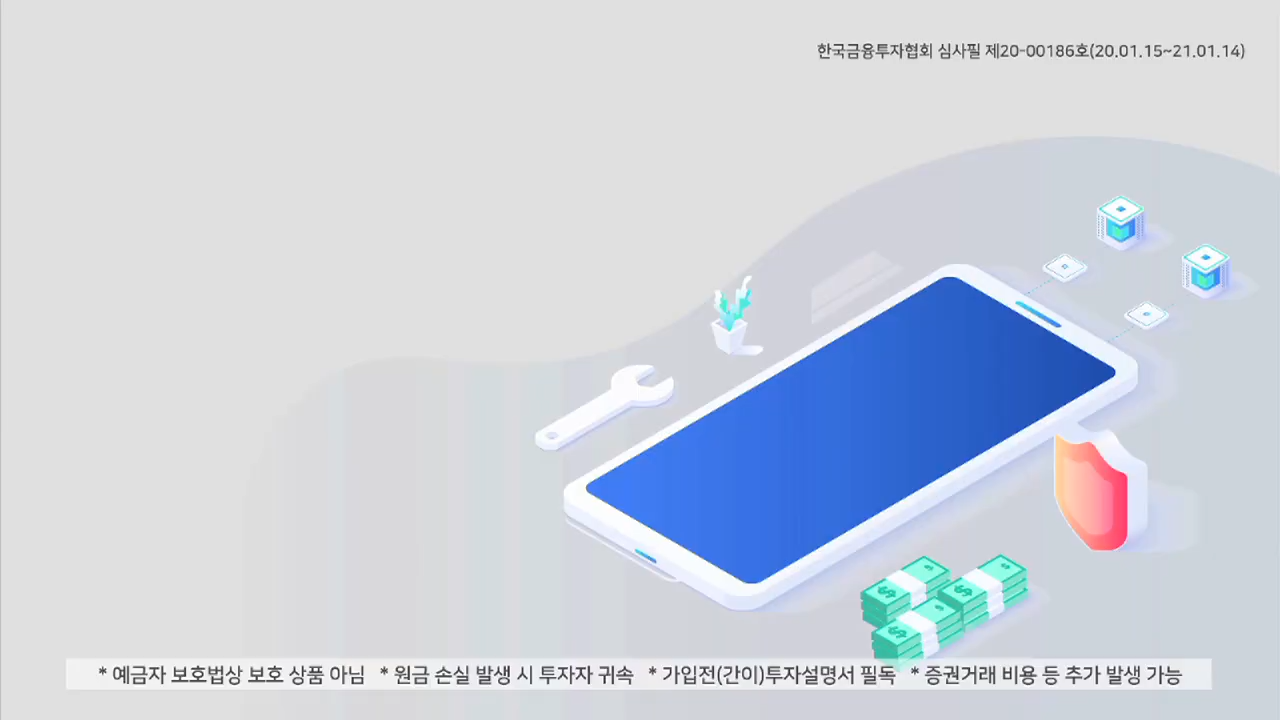 한국금융투자협회 심사필 제20-00186호(20.01.15~21.01.14)
* 예금자 보호법상 보호 상품 아님 * 원금 손실 발생 시 투자자 귀속 * 가입전(간이)투자설명서 필독 * 증권거래 비용 등 추가 발생 가능